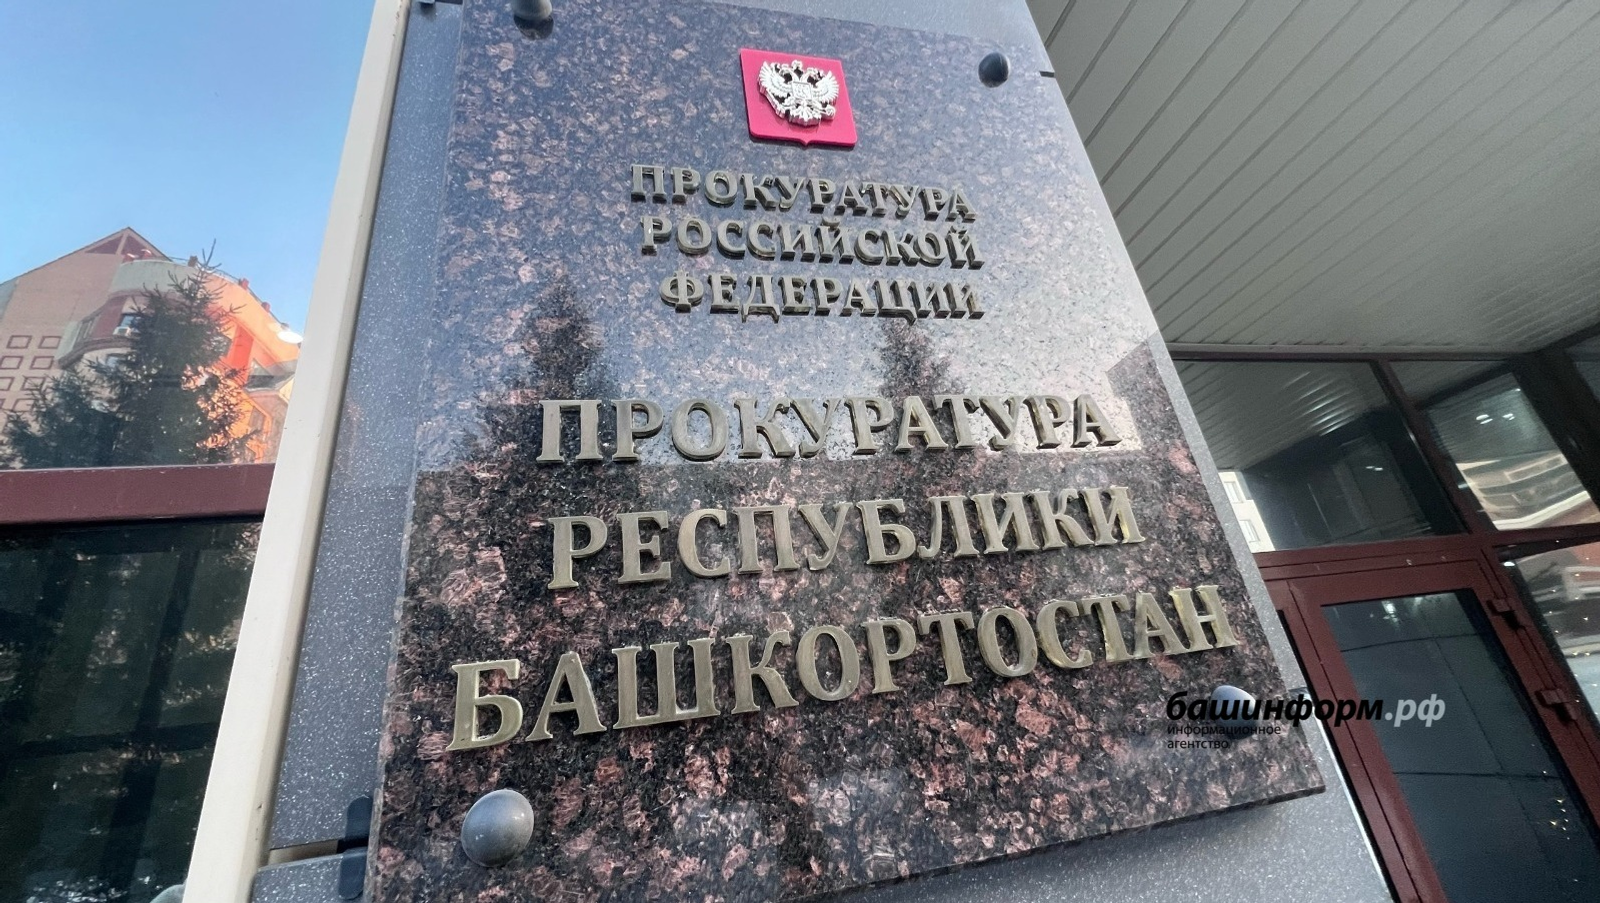 ПРОКУРАТУРА
РОССИЙСКОЙ
ФЕДЕРАЦИИ
ПРОКУРАТУРА
РЕСПУБЛИКИ
БАШКОРТОСТАН
башинформ.рф
информационное
агентство